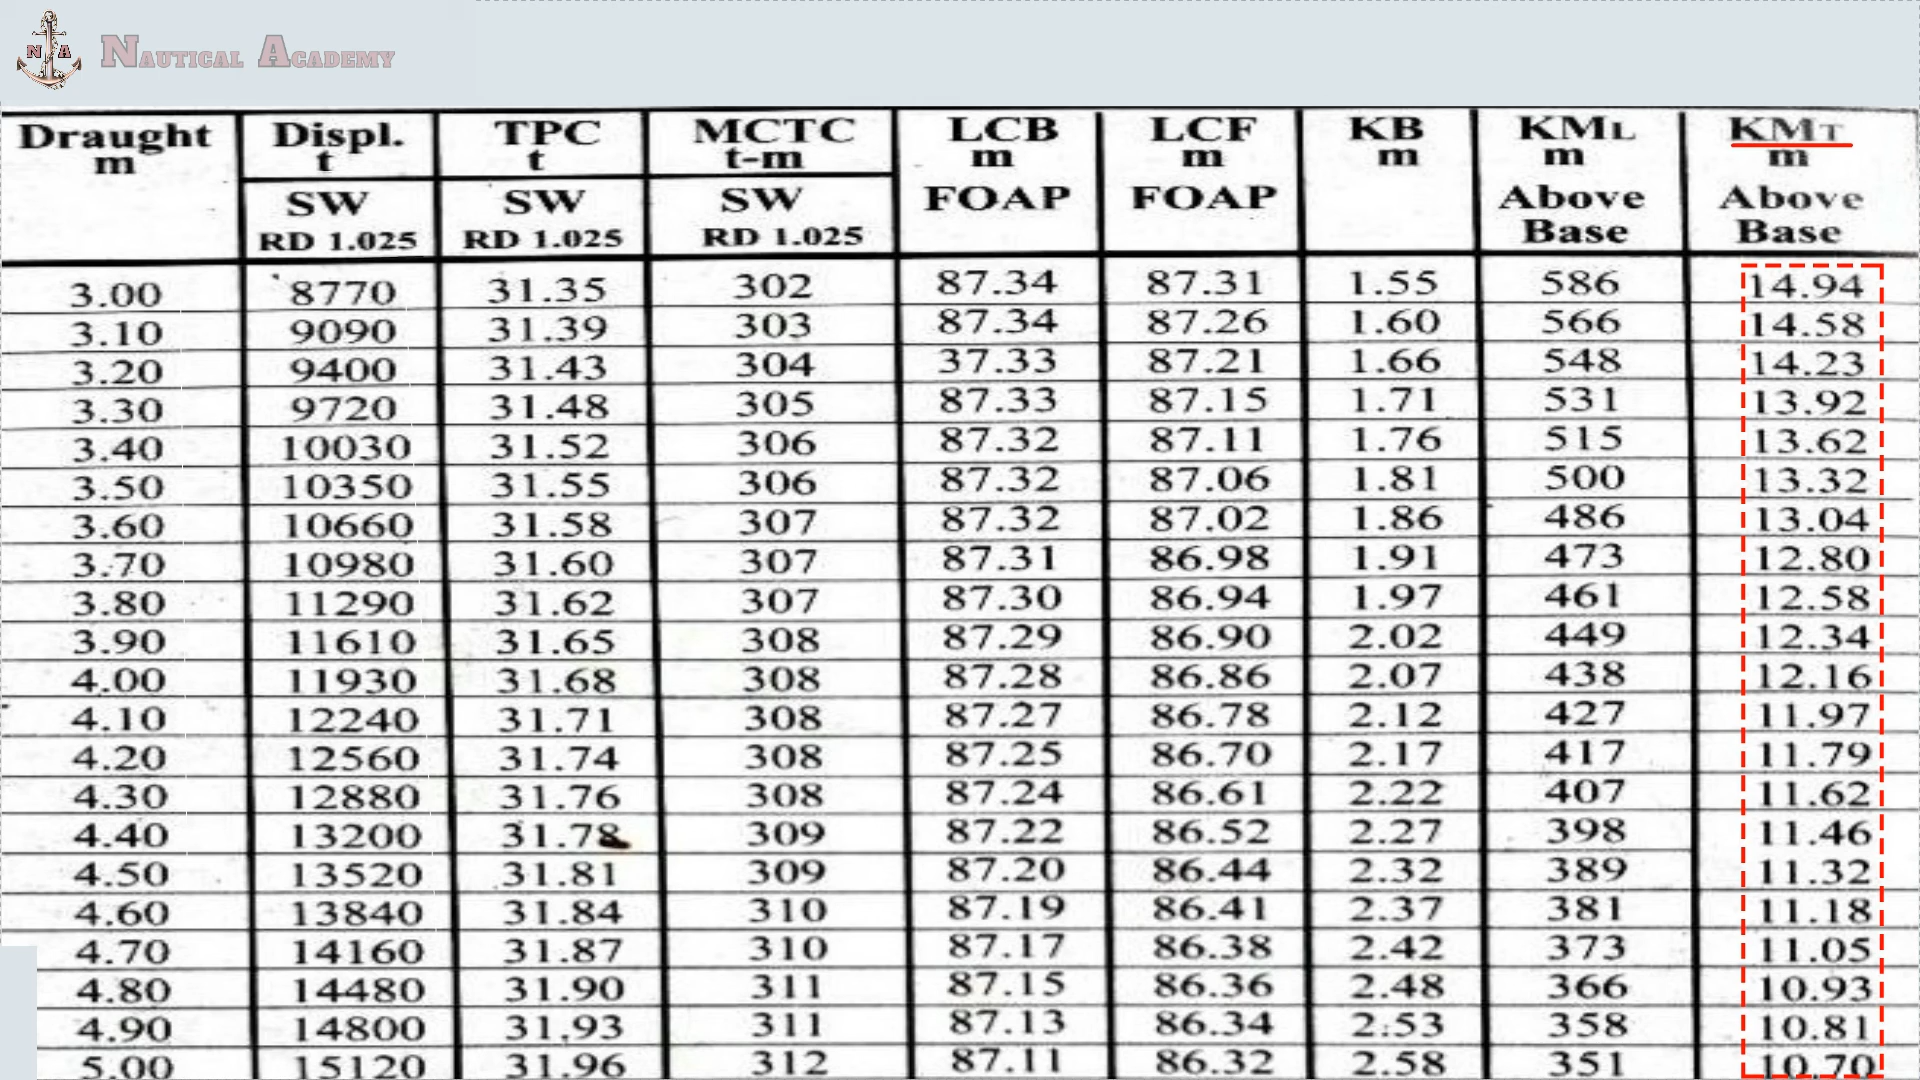 N A NAUTICAL ACADEMY
Draught Displ. TPC MCTC LCB LCF KB KML KMT
m t t t-m m m m m m
SW SW SW FOAP FOAP Above Above
RD 1.025 RD 1.025 RD 1.025 Base Base
3.00 8770 31.35 302 87.34 87.31 1.55 586 14.94
3.10 9090 31.39 303 87.34 87.26 1.60 566 14.58
3.20 9400 31.43 304 37.33 87.21 1.66 548 14.23
3.30 9720 31.48 305 87.33 87.15 1.71 531 13.92
3.40 10030 31.52 306 87.32 87.11 1.76 515 13.62
3.50 10350 31.55 306 87.32 87.06 1.81 500 13.32
3.60 10660 31.58 307 87.32 87.02 1.86 486 13.04
3.70 10980 31.60 307 87.31 86.98 1.91 473 12.80
3.80 11290 31.62 307 87.30 86.94 1.97 461 12.58
3.90 11610 31.65 308 87.29 86.90 2.02 449 12.34
4.00 11930 31.68 308 87.28 86.86 2.07 438 12.16
4.10 12240 31.71 308 87.27 86.78 2.12 427 11.97
4.20 12560 31.74 308 87.25 86.70 2.17 417 11.79
4.30 12880 31.76 308 87.24 86.61 2.22 407 11.62
4.40 13200 31.78 309 87.22 86.52 2.27 398 11.46
4.50 13520 31.81 309 87.20 86.44 2.32 389 11.32
4.60 13840 31.84 310 87.19 86.41 2.37 381 11.18
4.70 14160 31.87 310 87.17 86.38 2.42 373 11.05
4.80 14480 31.90 311 87.15 86.36 2.48 366 10.93
4.90 14800 31.93 311 87.13 86.34 2.53 358 10.81
5.00 15120 31.96 312 87.11 86.32 2.58 351 10.70